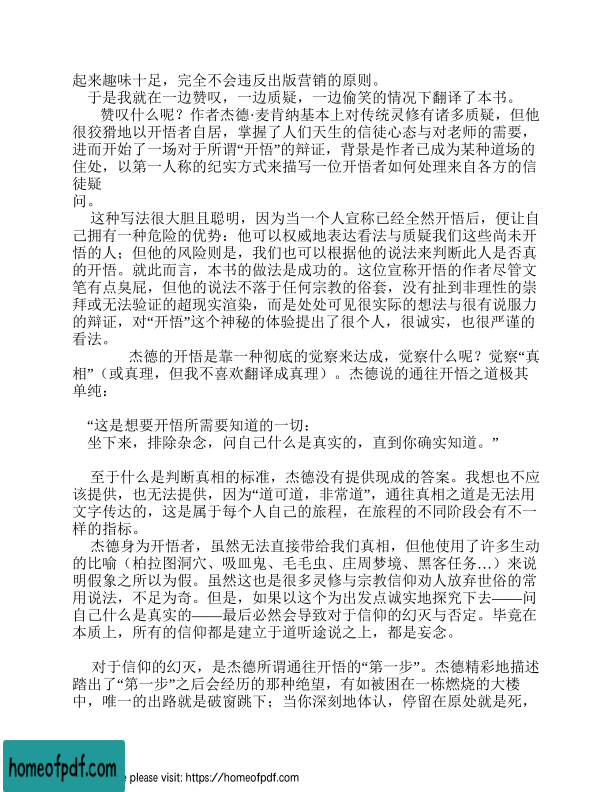 起来趣味十足，完全不会违反出版营销的原则。
于是我就在一边赞叹，一边质疑，一边偷笑的情况下翻译了本书。
赞叹什么呢？作者杰德·麦肯纳基本上对传统灵修有诸多质疑，但他
很狡猾地以开悟者自居，掌握了人们天生的信徒心态与对老师的需要，
进而开始了一场对于所谓“开悟”的辩证，背景是怍者已成为某种道场的
住处，以第一人称的纪实方式来描写一位开悟者如何处理来自各方的信
徒疑
问。
这种写法很大胆且聪明，因为当一个人宣称已经全然开悟后，便让自
己拥有一种危险的优势：他可以权威地表达看法与质疑我们这些尚未开
悟的人；但他的风险则是，我们也可以根据他的说法来判断此人是否真
的开悟。就此而言，本书的做法是成功的。这位宣称开悟的作者尽管文
笔有点臭屁，但他的说法不落于任何宗教的俗套，没有扯到非理性的崇
拜或无法验证的超现实渲染，而是处处可见很实际的想法与很有说服力
的辩证，对“开悟”这个神秘的体验提出了很个人，很诚实，也很严谨的
看法。
杰德的开悟是靠一种彻底的觉察来达成，觉察什么呢？觉察“真
相”（或真理，但我不喜欢翻译成真理）。杰德说的通往开悟之道极其
单纯：
“这是想要开悟所需要知道的一切：
坐下来，排除杂念，问自己什么是真实的，直到你确实知道。”
至于什么是判断真相的标准，杰德没有提供现成的答案。我想也不应
该提供，也无法提供，因为“道可道，非常道”，通往真相之道是无法用
文字传达的，这是属于每个人自己的旅程，在旅程的不同阶段会有不一
样的指标。
杰德身为开悟者，虽然无法直接带给我们真相，但他使用了许多生动
的比喻（柏拉图洞穴、吸皿鬼、毛毛虫、庄周梦境、黑客任务…）来说
明假象之所以为假。虽然这也是很多灵修与宗教信仰劝人放弃世俗的常
用说法，不足为奇。但是，如果以这个为出发点诚实地探究下去——问
自己什么是真实的——最后必然会导致对于信仰的幻灭与否定。毕竟在
本质上，所有的信仰都是建立于道听途说之上，都是妄念。
对于信仰的幻灭，是杰德所谓通往开悟的“第一步”。杰德精彩地描述
踏出了“第一步”之后会经历的那种绝望，有如被困在一栋燃烧的大楼
中，唯一的出路就是破窗跳下；当你深刻地体认，停留在原处就是死，
homeofpdf.com
please visit: https://homeofpdf.com